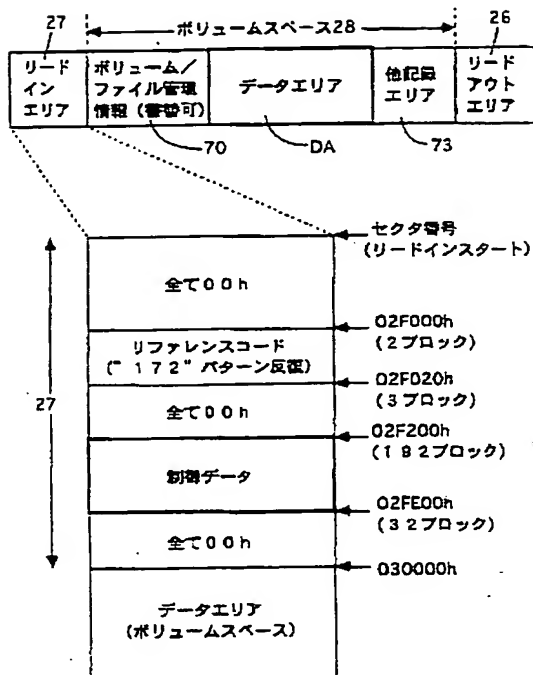 27
ボリュームスペース28
26
リード
イン
エリア
ボリューム/
ファイル管理
情報(書替可)
データエリア
他記録
エリア
リード
アウト
エリア
70
DA
73
セクタ番号
(リードインスタート)
全て00h
02F000h
(2ブロック)
リファレンスコード
("172"パターン反復)
02F020h
(3ブロック)
全て00h
27
02F200h
(192ブロック)
制御データ
02FE00h
(32ブロック)
全て00h
030000h
データエリア
(ボリュームスペース)